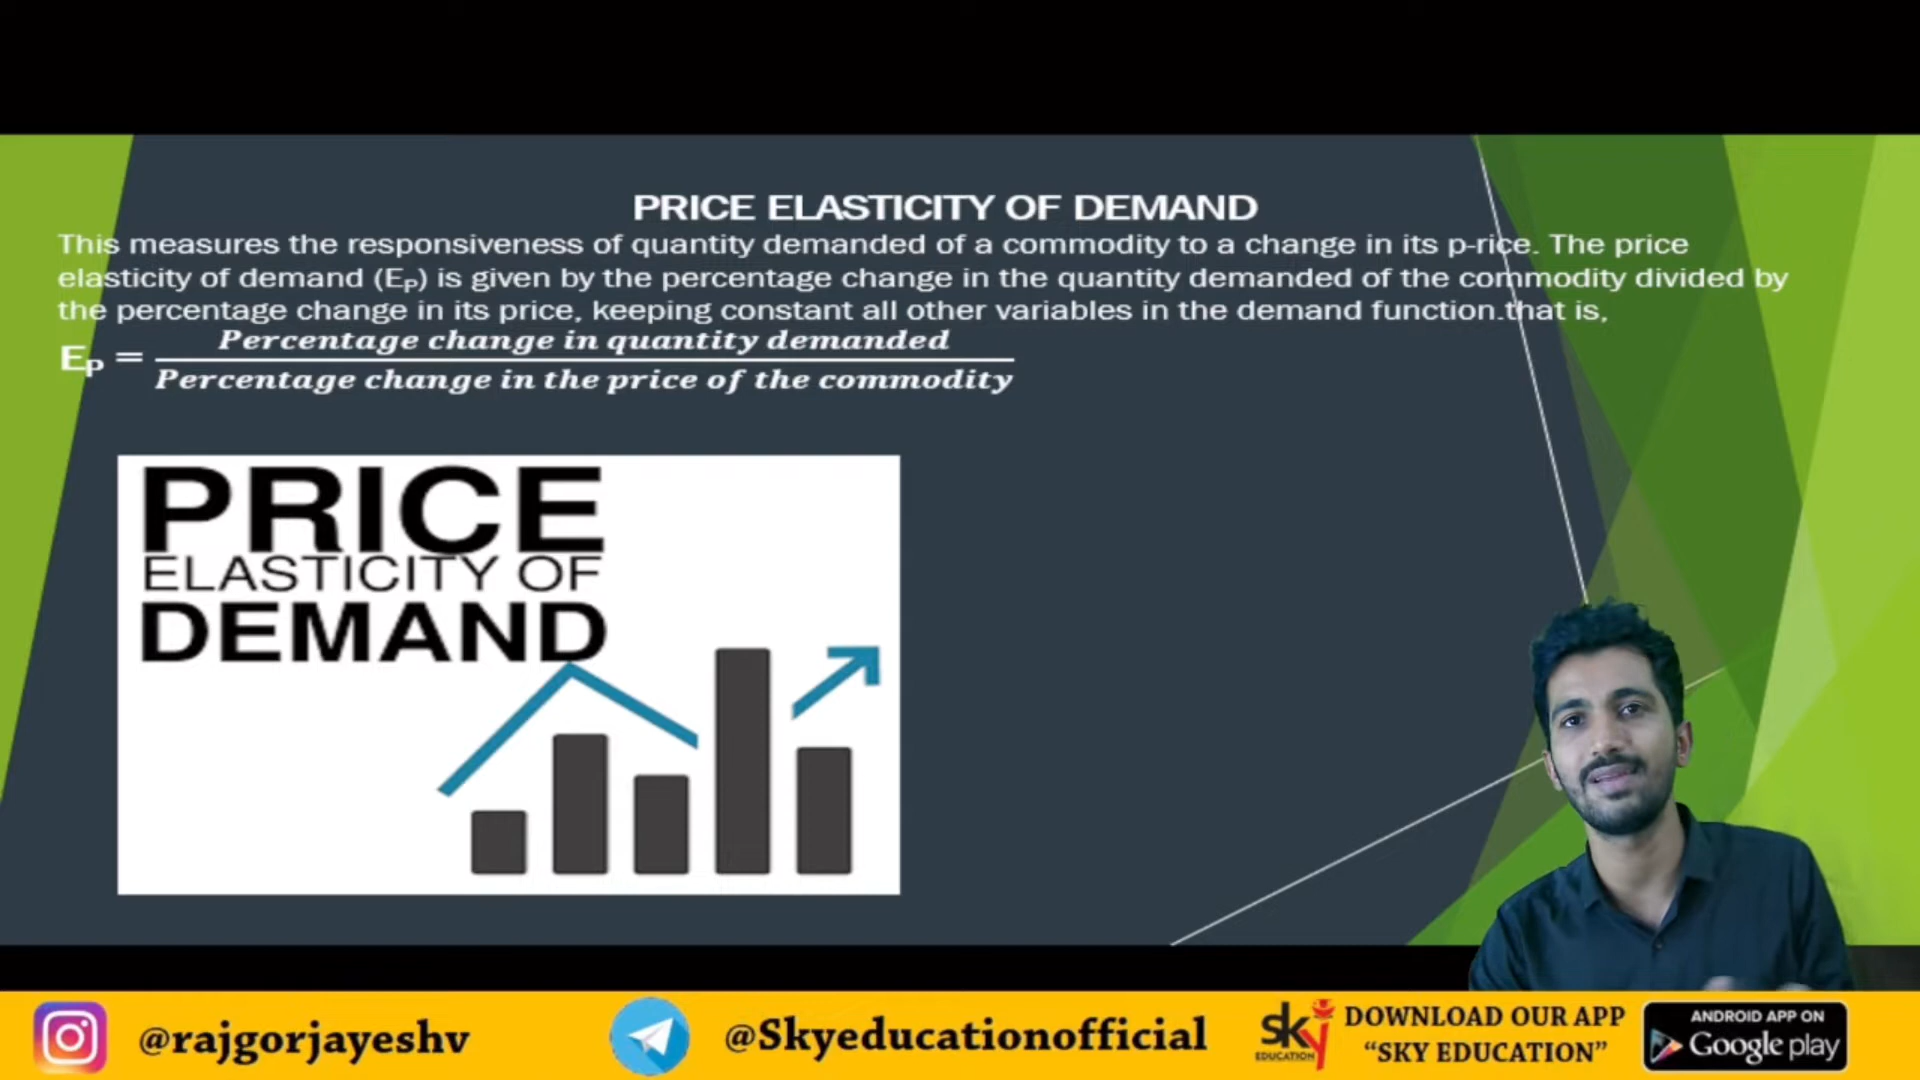 PRICE ELASTICITY OF DEMAND
This measures the responsiveness of quantity demanded of a commodity to a change in its p-rice. The price
elasticity of demand (EP) is given by the percentage change in the quantity demanded of the commodity divided by
the percentage change in its price, keeping constant all other variables in the demand function.that is,
EP = Percentage change in quantity demanded
Percentage change in the price of the commodity
PRICE
ELASTICITY OF
DEMAND
@rajgorjayeshv
@Skyeducationofficial
sky
EDUCATION
DOWNLOAD OUR APP
“SKY EDUCATION”
ANDROID APP ON
Google play